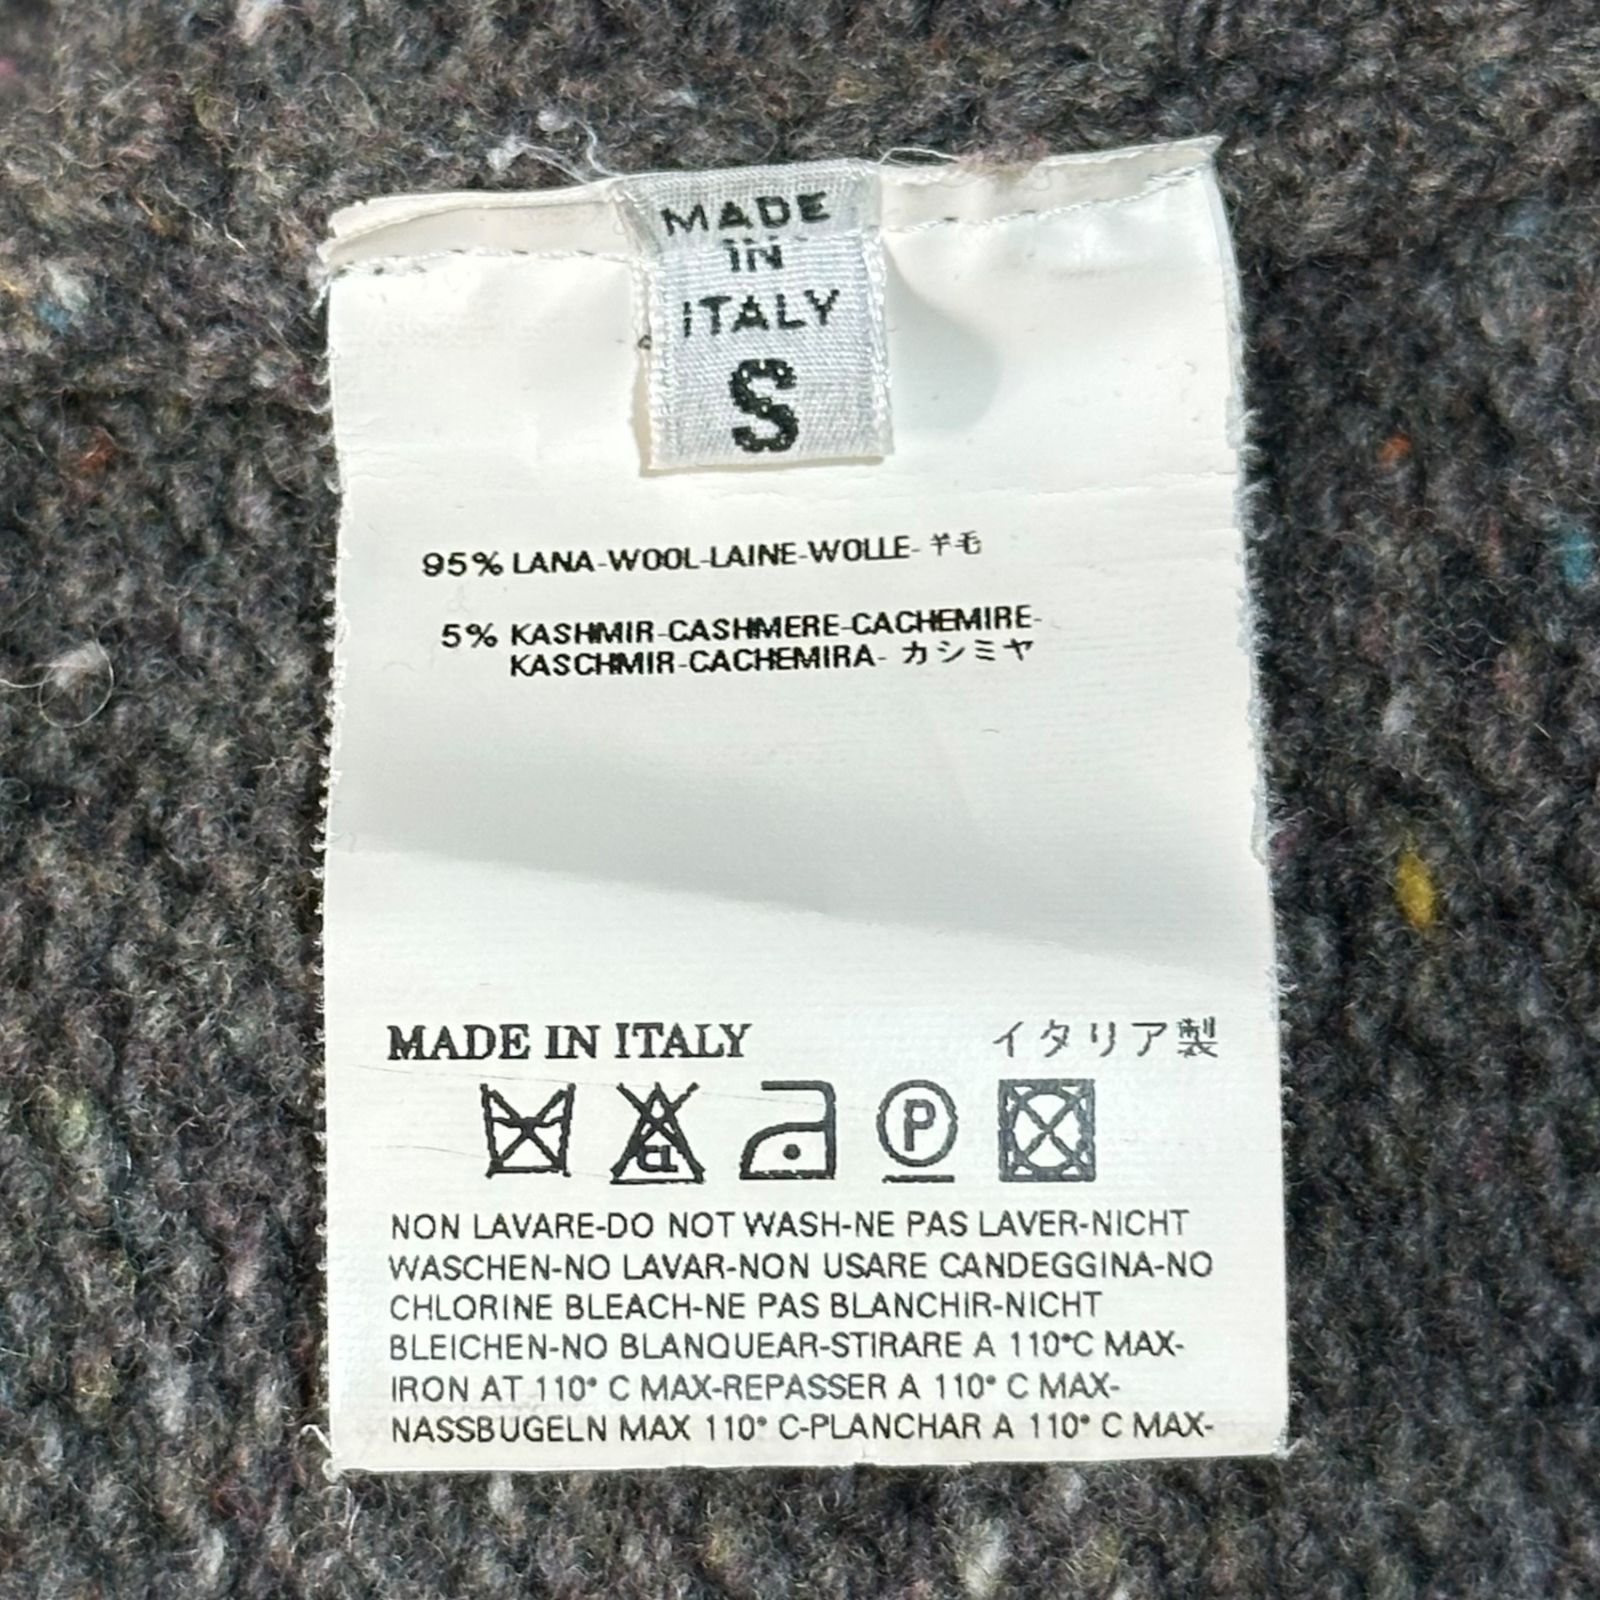 MADE
IN
ITALY
S
95% LANA-WOOL-LAINE-WOLLE- 羊毛
5% KASHMIR-CASHMERE-CACHEMIRE-
KASCHMIR-CACHEMIRA- カシミヤ
MADE IN ITALY イタリア製
CL P
NON LAVARE-DO NOT WASH-NE PAS LAVER-NICHT
WASCHEN-NO LAVAR-NON USARE CANDEGGINA-NO
CHLORINE BLEACH-NE PAS BLANCHIR-NICHT
BLEICHEN-NO BLANQUEAR-STIRARE A 110°C MAX-
IRON AT 110° C MAX-REPASSER A 110° C MAX-
NASSBUGELN MAX 110° C-PLANCHAR A 110° C MAX-